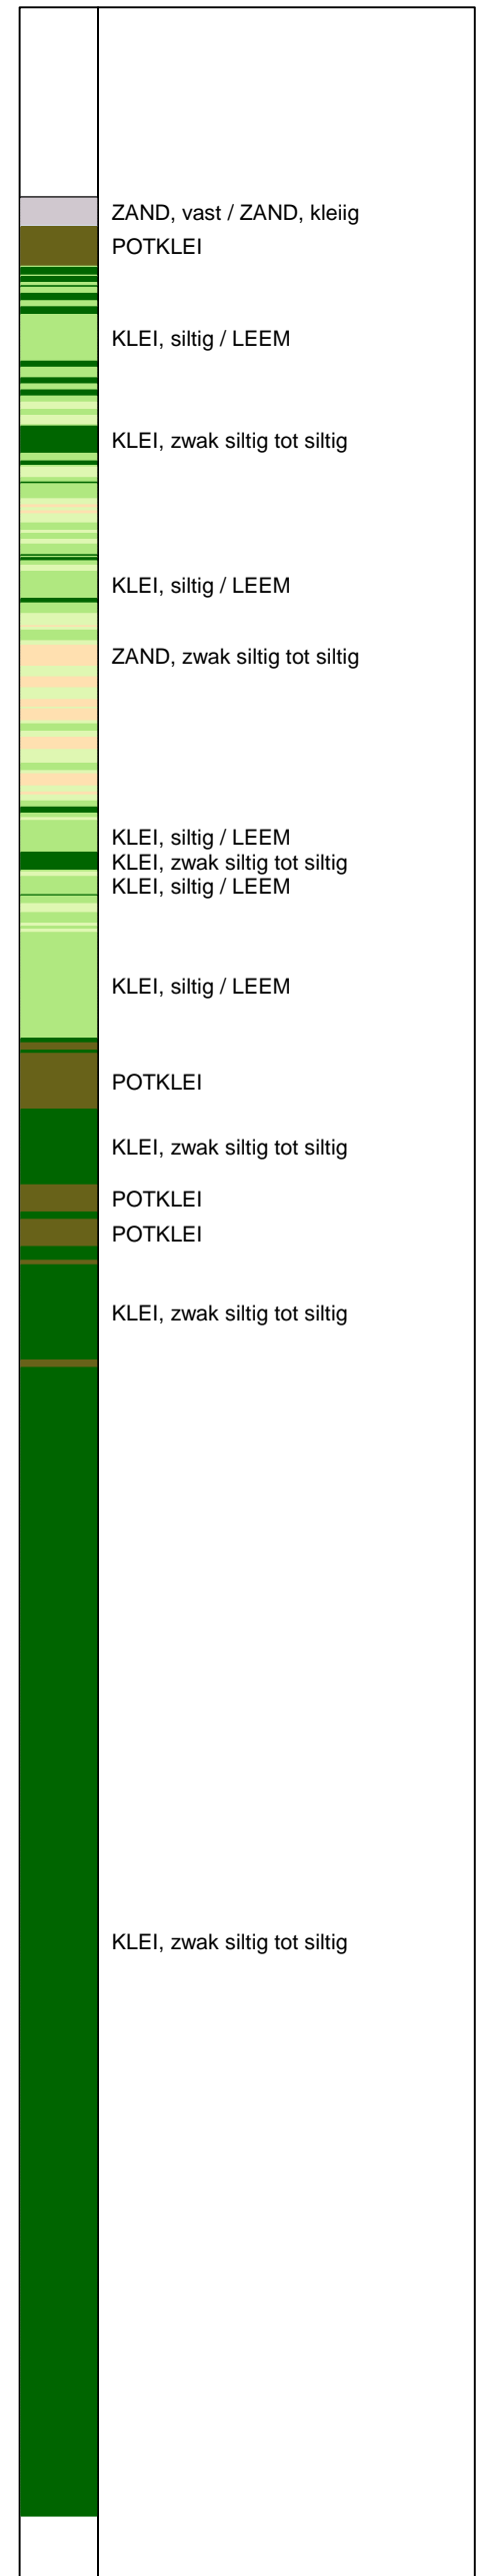 ZAND, vast / ZAND, kleiig
POTKLEI
KLEI, siltig / LEEM
KLEI, zwak siltig tot siltig
KLEI, siltig / LEEM
ZAND, zwak siltig tot siltig
KLEI, siltig / LEEM
KLEI, zwak siltig tot siltig
KLEI, siltig / LEEM
KLEI, siltig / LEEM
POTKLEI
KLEI, zwak siltig tot siltig
POTKLEI
POTKLEI
KLEI, zwak siltig tot siltig
KLEI, zwak siltig tot siltig